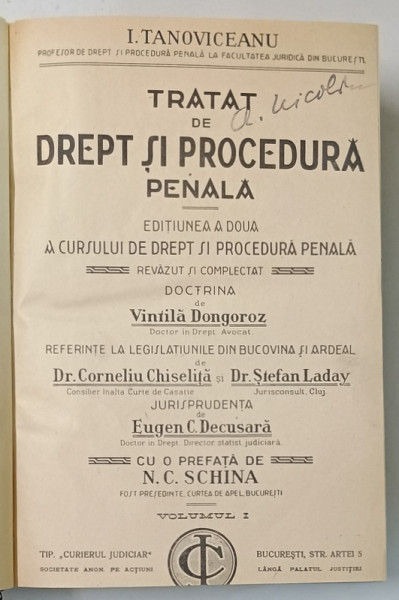 I. TANOVICEANU
PROFESOR DE DREPT ȘI PROCEDURĂ PENALĂ LA FACULTATEA JURIDICĂ DIN BUCUREȘTI.
TRATAT
DE
DREPT ȘI PROCEDURĂ
PENALĂ
EDIȚIUNEA A DOUA
A CURSULUI DE DREPT ȘI PROCEDURĂ PENALĂ
REVĂZUT ȘI COMPLECTAT
DOCTRINA
de
Vintilă Dongoroz
Doctor în Drept Avocat.
REFERINȚE LA LEGISLAȚIUNILE DIN BUCOVINA ȘI ARDEAL
de
Dr. Corneliu Chiseliță și Dr. Ștefan Laday
Consilier Inalta Curte de Casație Jurisconsult, Cluj.
JURISPRUDENȚA
de
Eugen C. Decusară
Doctor în Drept. Director statist. judiciară.
CU O PREFAȚĂ DE
N. C. SCHINA
FOST PREȘEDINTE, CURTEA DE APEL, BUCUREȘTI
VOLUMUL I
TIP. „CURIERUL JUDICIAR" BUCUREȘTI, STR. ARTEI 5
SOCIETATE ANON. PE ACȚIUNI LÂNGĂ PALATUL JUSTIȚIEI